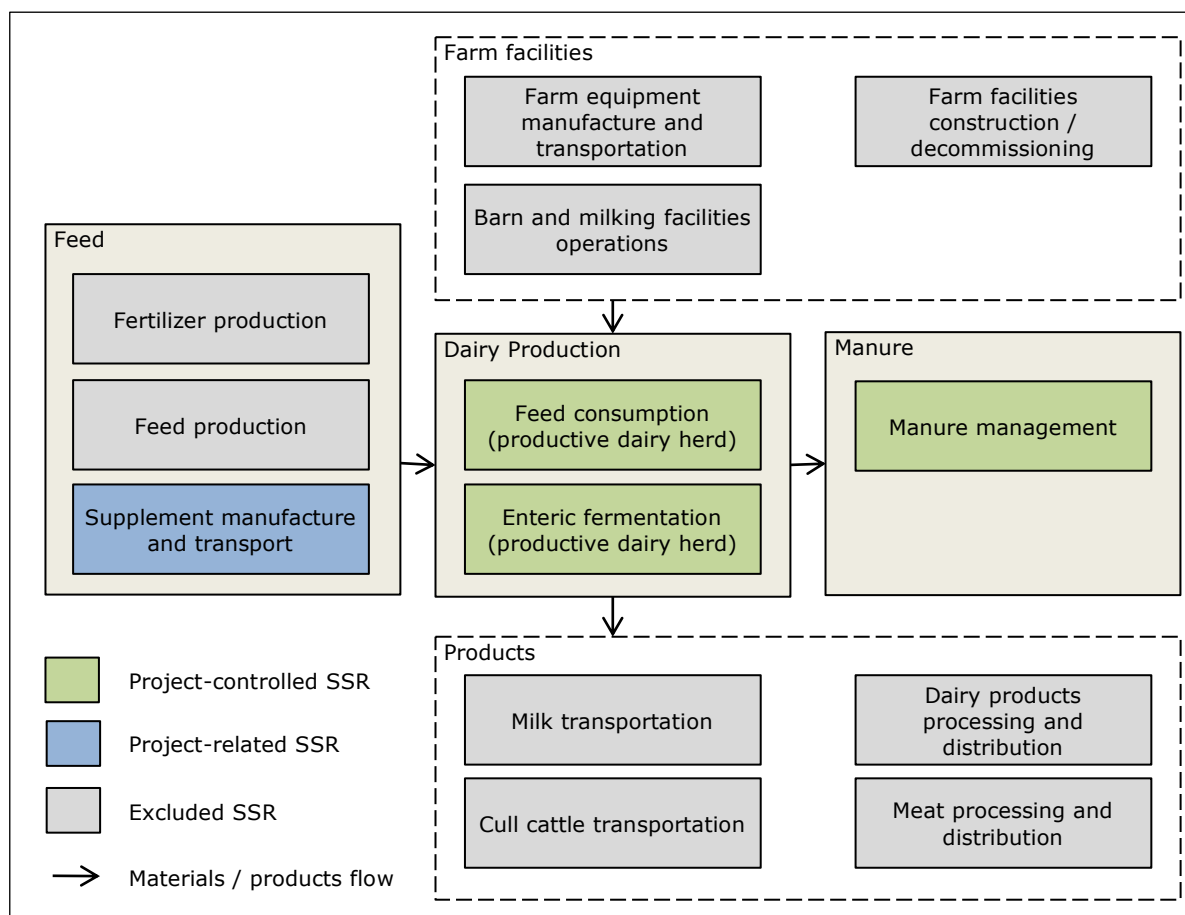 Farm facilities
Farm equipment
manufacture and
transportation
Farm facilities
construction /
decommissioning
Barn and milking facilities
operations
Feed
Fertilizer production
Feed production
Supplement manufacture
and transport
Dairy Production
Feed consumption
(productive dairy herd)
Enteric fermentation
(productive dairy herd)
Manure
Manure management
Products
Milk transportation
Dairy products
processing and
distribution
Cull cattle transportation
Meat processing and
distribution
Project-controlled SSR
Project-related SSR
Excluded SSR
Materials / products flow